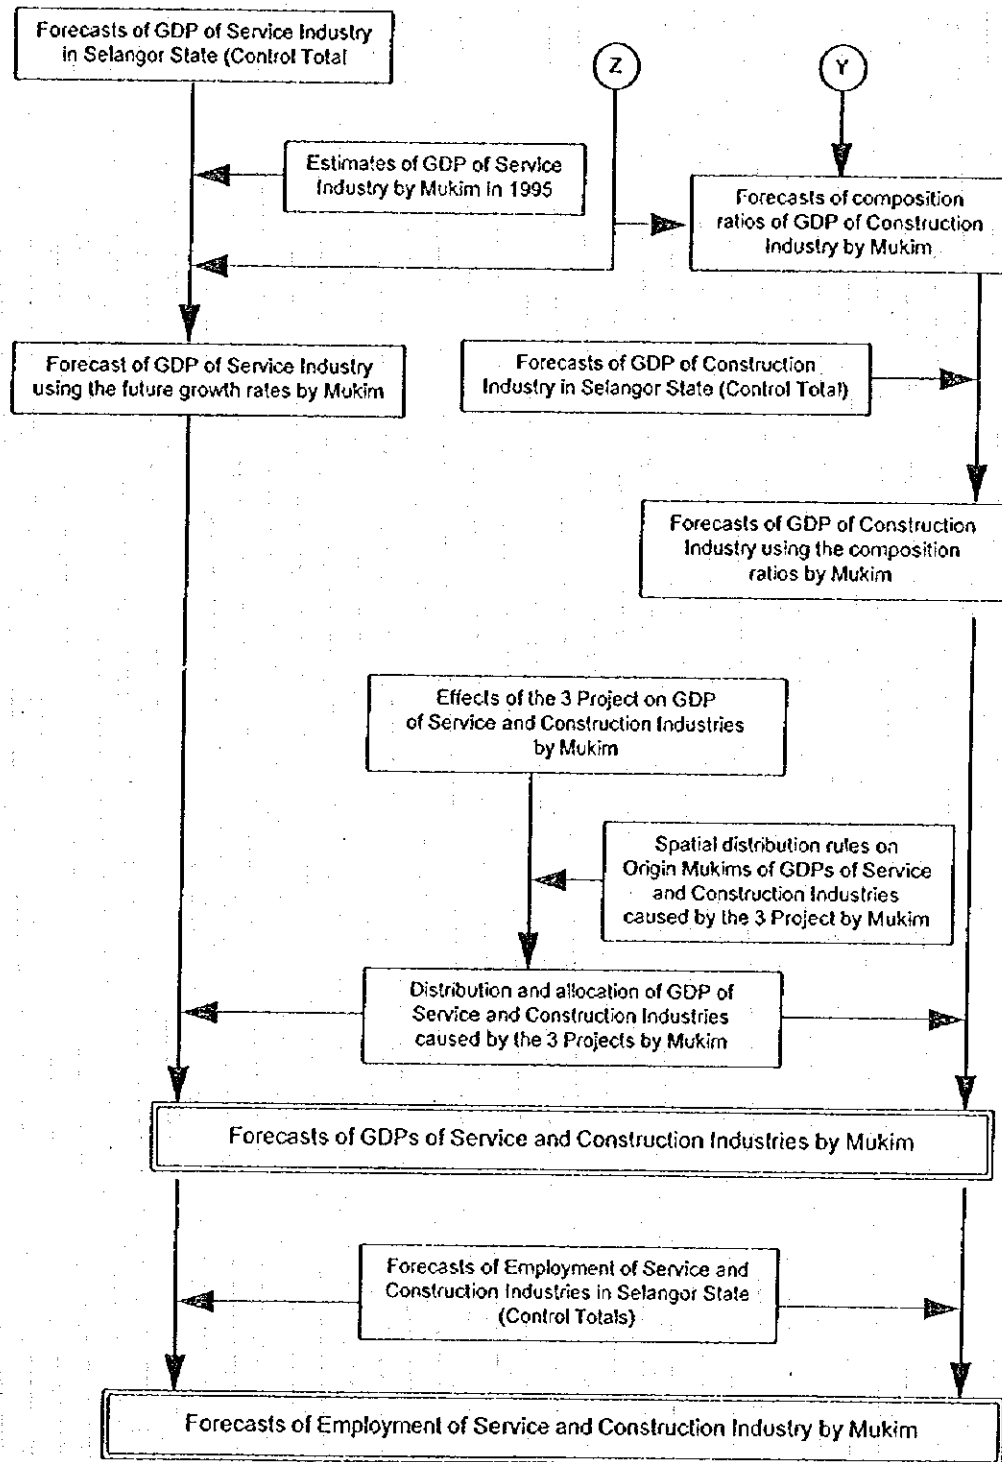 Forecasts of GDP of Service Industry
in Selangor State (Control Total
Z
Y
Estimates of GDP of Service
Industry by Mukim in 1995
Forecasts of composition
ratios of GDP of Construction
Industry by Mukim
Forecast of GDP of Service Industry
using the future growth rates by Mukim
Forecasts of GDP of Construction
Industry in Selangor State (Control Total)
Forecasts of GDP of Construction
Industry using the composition
ratios by Mukim
Effects of the 3 Project on GDP
of Service and Construction Industries
by Mukim
Spatial distribution rules on
Origin Mukims of GDPs of Service
and Construction Industries
caused by the 3 Project by Mukim
Distribution and allocation of GDP of
Service and Construction Industries
caused by the 3 Projects by Mukim
Forecasts of GDPs of Service and Construction Industries by Mukim
Forecasts of Employment of Service and
Construction Industries in Selangor State
(Control Totals)
Forecasts of Employment of Service and Construction Industry by Mukim